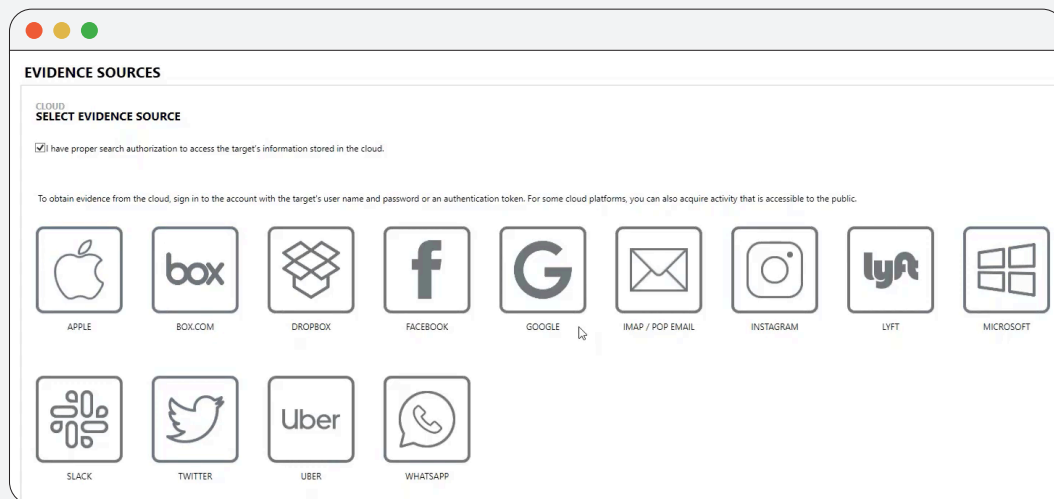 EVIDENCE SOURCES
CLOUD
SELECT EVIDENCE SOURCE
I have proper search authorization to access the target's information stored in the cloud.
To obtain evidence from the cloud, sign in to the account with the target's user name and password or an authentication token. For some cloud platforms, you can also acquire activity that is accessible to the public.
box
f
G
lyft
APPLE
BOX.COM
DROPBOX
FACEBOOK
GOOGLE
IMAP / POP EMAIL
INSTAGRAM
LYFT
MICROSOFT
Uber
SLACK
TWITTER
UBER
WHATSAPP